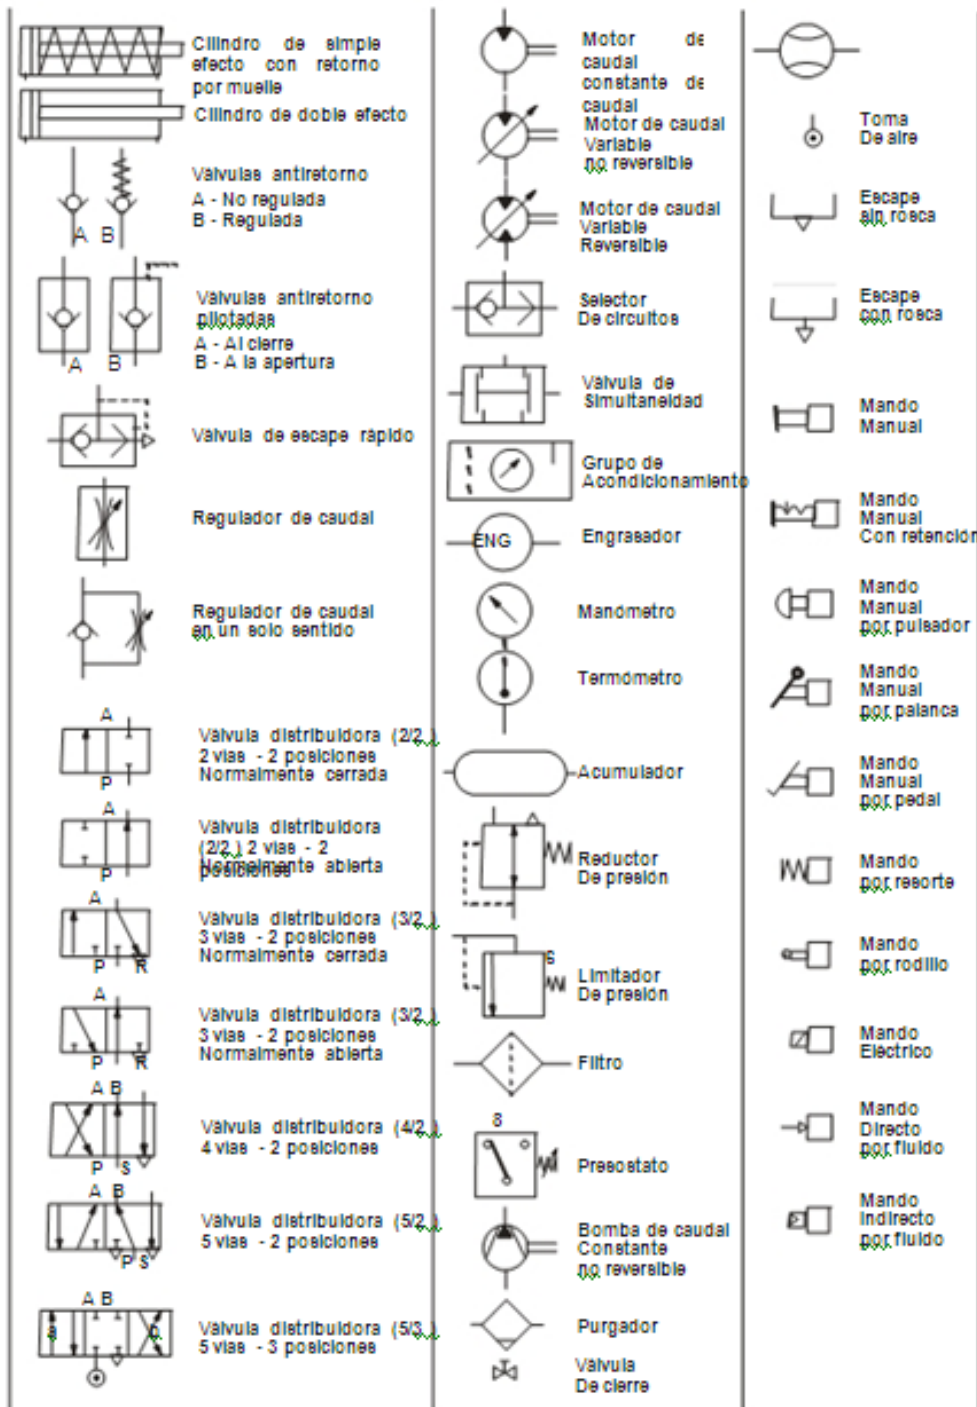 Cilindro de simple
efecto con retorno
por muelle
Cilindro de doble efecto
Válvulas antiretorno
A - No regulada
B - Regulada
A B
Válvulas antiretorno
pilotadas
A - Al cierre
B - A la apertura
A B
Válvula de escape rápido
Regulador de caudal
Regulador de caudal
en un solo sentido
A
Válvula distribuidora (2/2 )
2 vías - 2 posiciones
Normalmente cerrada
P
A
Válvula distribuidora
(2/2 ) 2 vías - 2
posiciones
Normalmente abierta
P
A
Válvula distribuidora (3/2 )
3 vías - 2 posiciones
Normalmente cerrada
P R
A
Válvula distribuidora (3/2 )
3 vías - 2 posiciones
Normalmente abierta
P R
A B
Válvula distribuidora (4/2 )
4 vías - 2 posiciones
P S
A B
Válvula distribuidora (5/2 )
5 vías - 2 posiciones
P S
A B
Válvula distribuidora (5/3 )
5 vías - 3 posiciones
Motor de
caudal
constante de
caudal
Motor de caudal
Variable
no reversible
Motor de caudal
Variable
Reversible
Selector
De circuitos
Válvula de
Simultaneidad
Grupo de
Acondicionamiento
ENG
Engrasador
Manómetro
Termómetro
Acumulador
Reductor
De presión
Limitador
De presión
Filtro
Presostato
Bomba de caudal
Constante
no reversible
Purgador
Válvula
De cierre
Toma
De aire
Escape
sin rosca
Escape
con rosca
Mando
Manual
Mando
Manual
Con retención
Mando
Manual
por pulsador
Mando
Manual
por palanca
Mando
Manual
por pedal
Mando
por resorte
Mando
por rodillo
Mando
Eléctrico
Mando
Directo
por fluido
Mando
Indirecto
por fluido